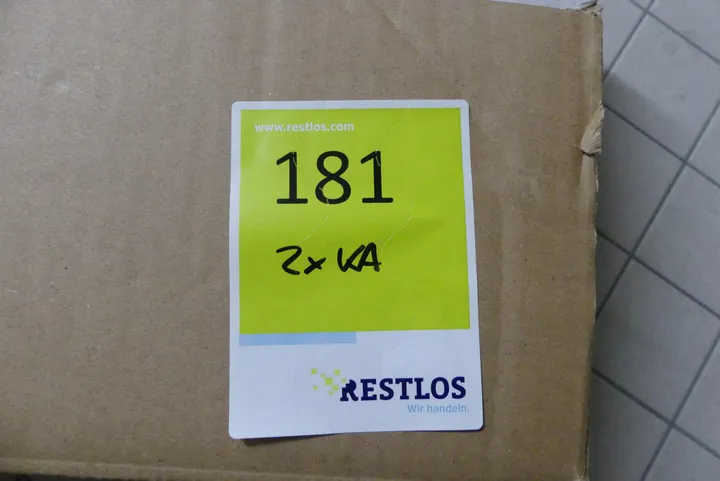 www.restlos.com
181
2x KA
RESTLOS
Wir handeln.